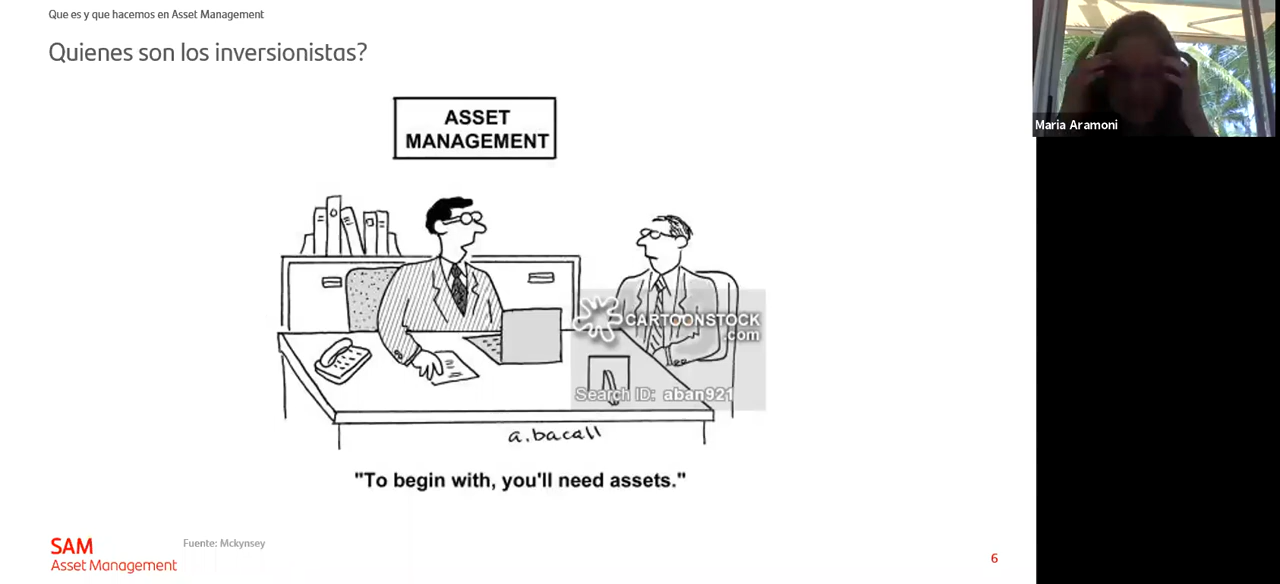 Que es y que hacemos en Asset Management
Quienes son los inversionistas?
Maria Aramoni
ASSET
MANAGEMENT
CARTOONSTOCK
.com
Search ID: aban921
a.bacall
"To begin with, you'll need assets."
SAM
Asset Management
Fuente: Mckynsey
6